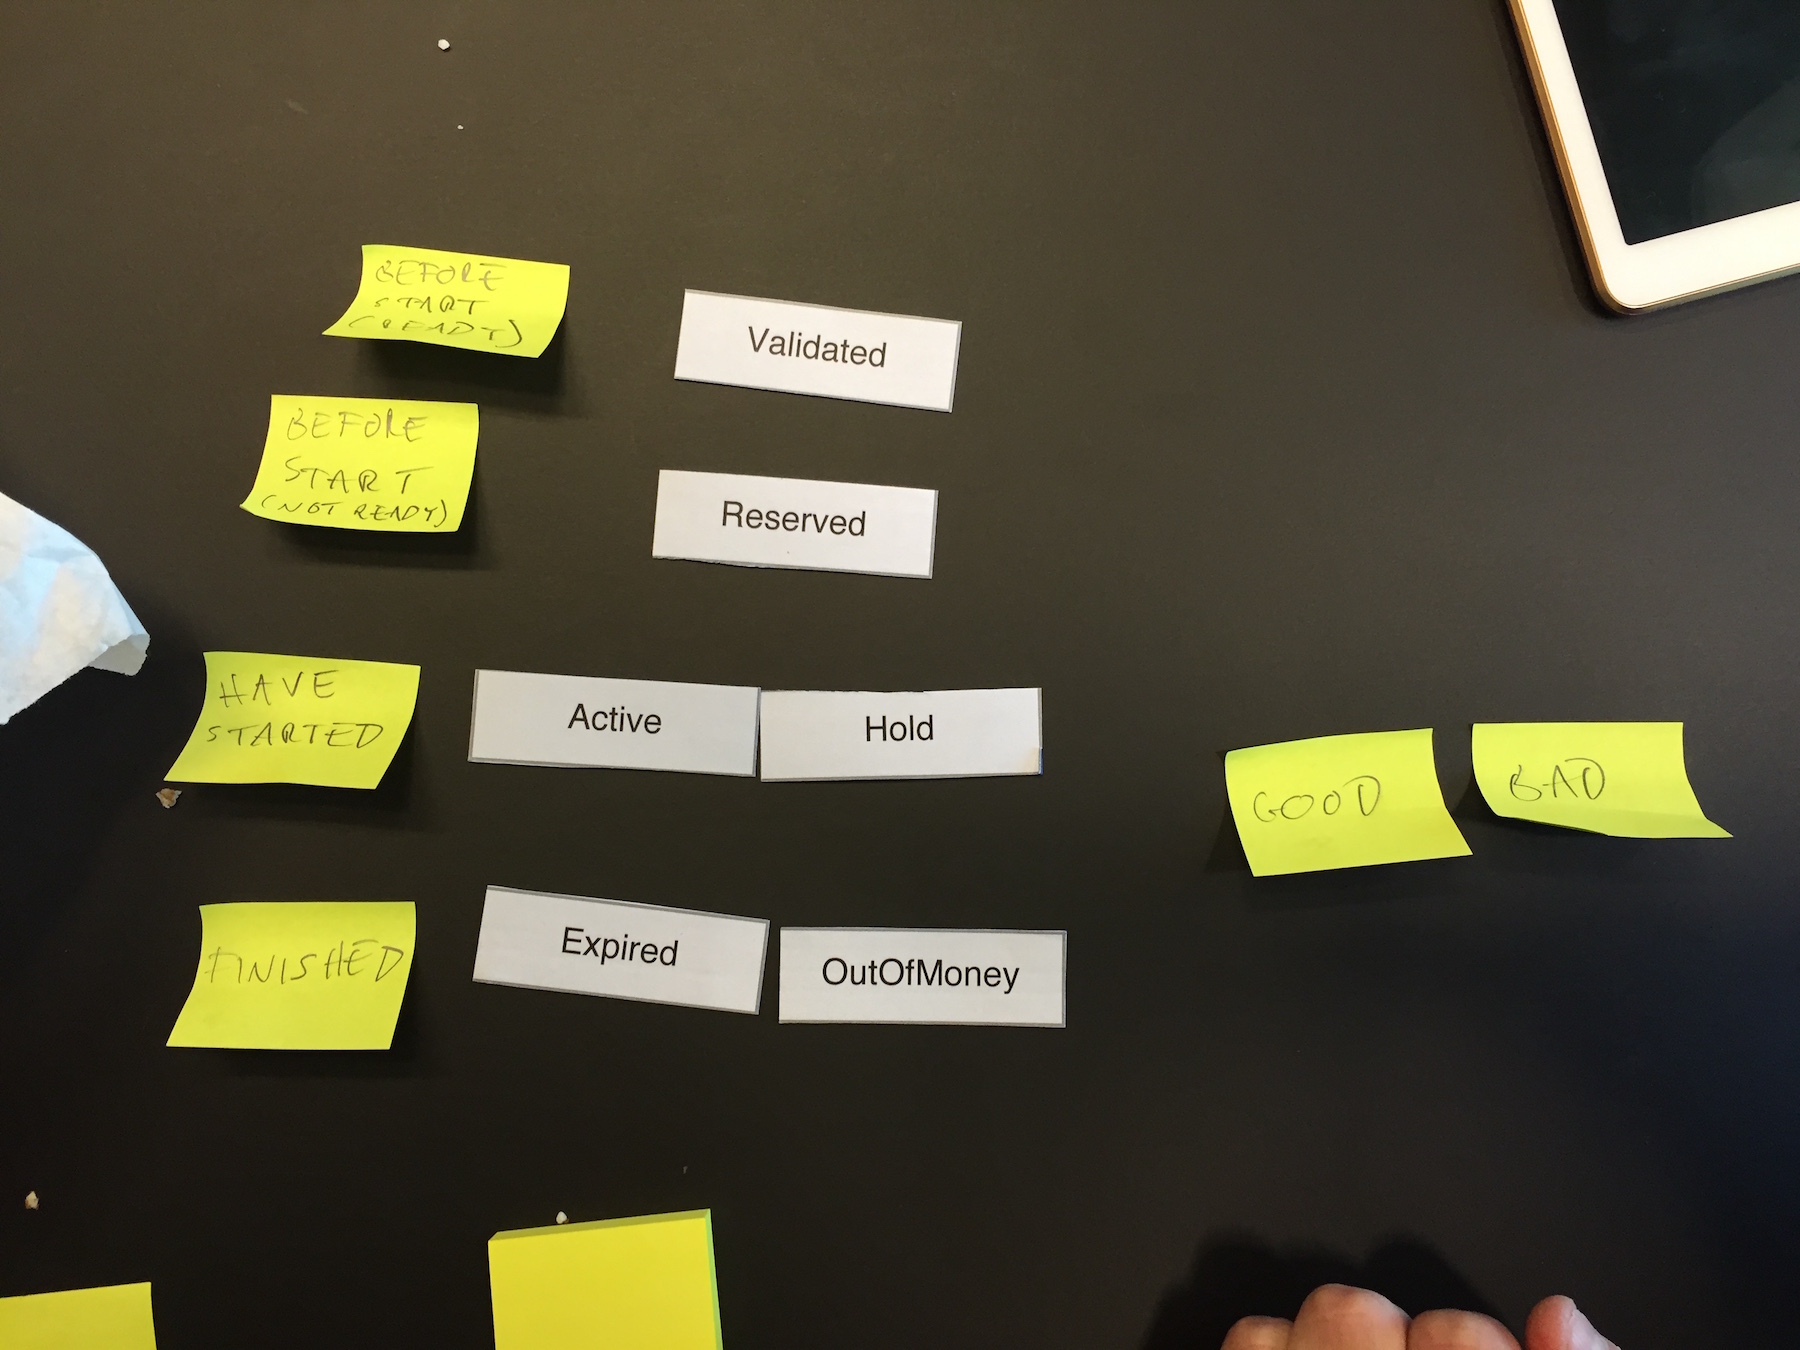 BEFORE
START
(READY)
Validated
BEFORE
START
(NOT READY)
Reserved
HAVE
STARTED
Active
Hold
GOOD
BAD
FINISHED
Expired
OutOfMoney